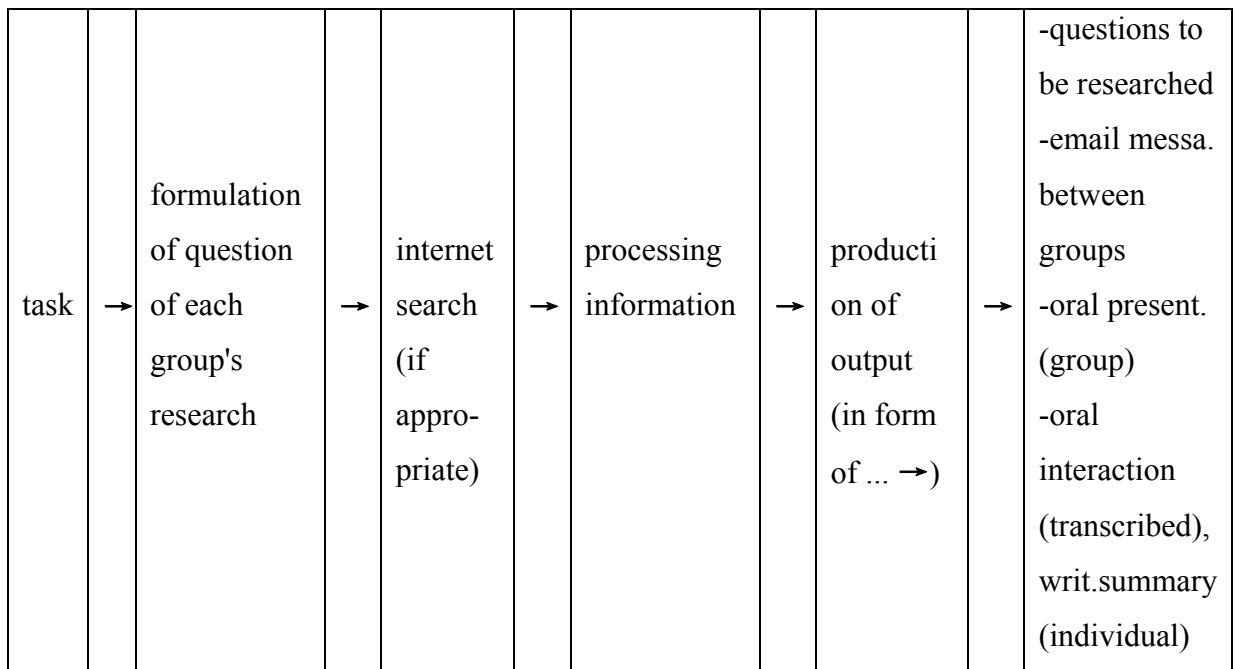 task
→
formulation
of question
of each
group's
research
→
internet
search
(if
appro-
priate)
→
processing
information
→
producti
on of
output
(in form
of ... →)
→
-questions to
be researched
-email messa.
between
groups
-oral present.
(group)
-oral
interaction
(transcribed),
writ.summary
(individual)